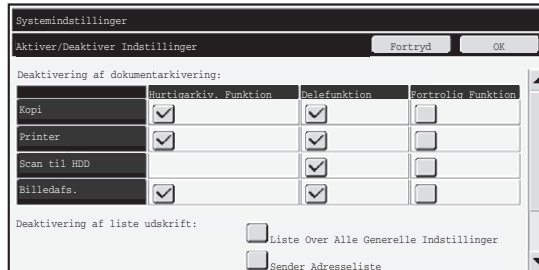 Systemindstillinger
Aktiver/Deaktiver Indstillinger Fortryd OK
Deaktivering af dokumentarkivering:
Hurtigarkiv. Funktion Delefunktion Fortrolig Funktion
Kopi
Printer
Scan til HDD
Billedafs.
Deaktivering af liste udskrift:
Liste Over Alle Generelle Indstillinger
Sender Adresseliste